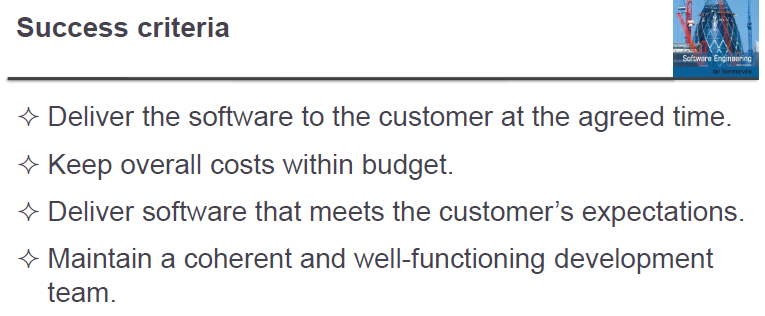 Success criteria
Software Engineering
Ian Sommerville
✧ Deliver the software to the customer at the agreed time.
✧ Keep overall costs within budget.
✧ Deliver software that meets the customer’s expectations.
✧ Maintain a coherent and well-functioning development
team.